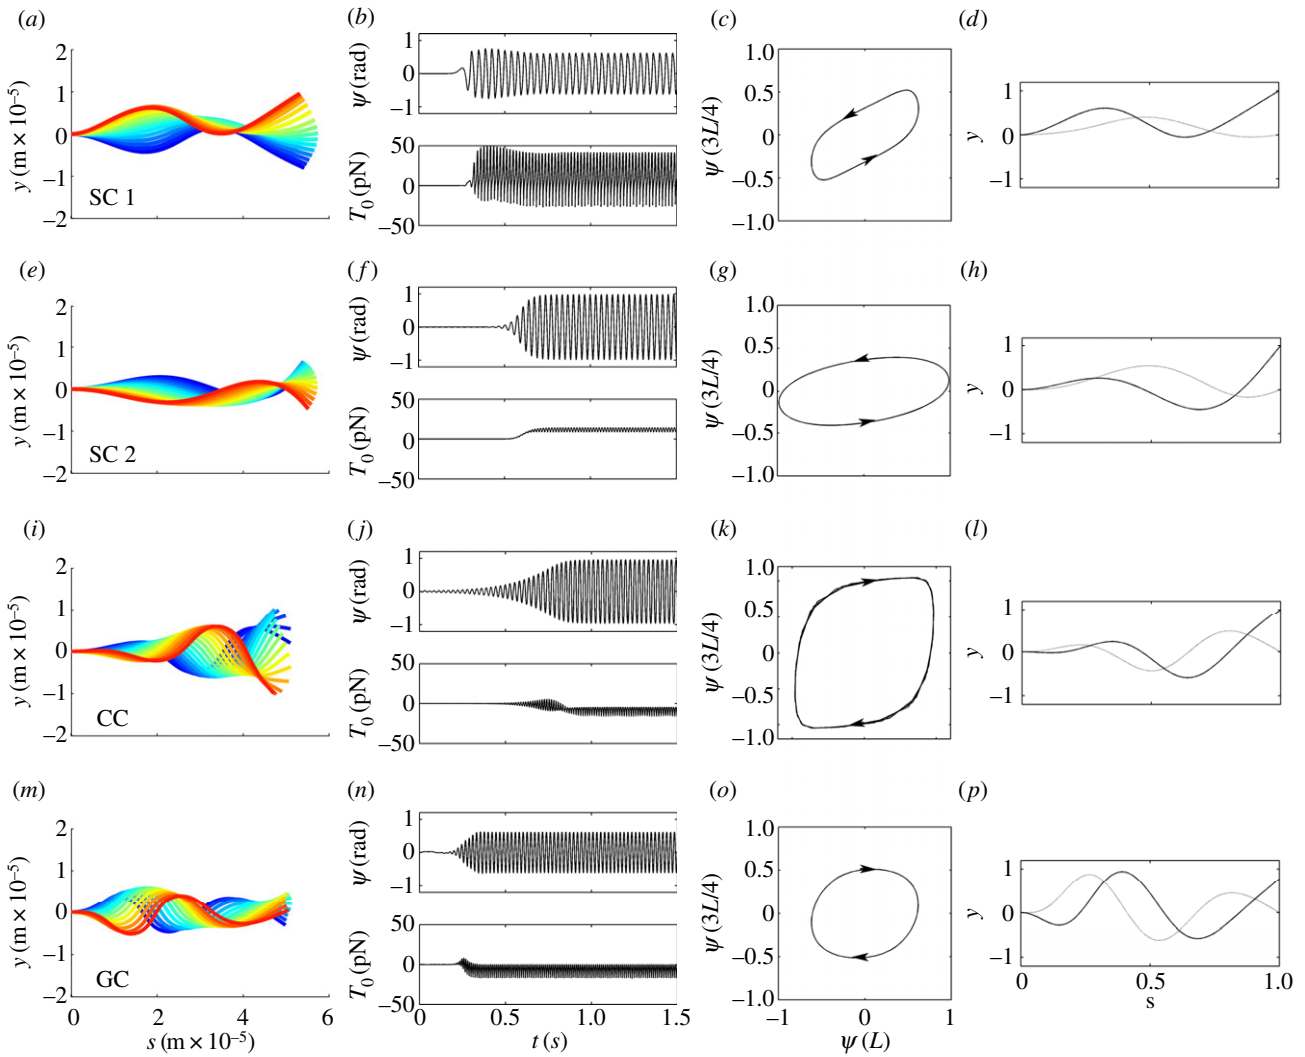 (a) (b) (c) (d)
y (m × 10⁻⁵)
2
1
0
−1
−2
SC 1
ψ (rad)
1
0
−1
T₀ (pN)
50
0
−50
ψ (3L/4)
1.0
0.5
0
−0.5
−1.0
y
1
0
−1
(e) (f) (g) (h)
y (m × 10⁻⁵)
2
1
0
−1
−2
SC 2
ψ (rad)
1
0
−1
T₀ (pN)
50
0
−50
ψ (3L/4)
1.0
0.5
0
−0.5
−1.0
y
1
0
−1
(i) (j) (k) (l)
y (m × 10⁻⁵)
2
1
0
−1
−2
CC
ψ (rad)
1
0
−1
T₀ (pN)
50
0
−50
ψ (3L/4)
1.0
0.5
0
−0.5
−1.0
y
1
0
−1
(m) (n) (o) (p)
y (m × 10⁻⁵)
2
1
0
−1
−2
GC
0 2 4 6
s (m × 10⁻⁵)
ψ (rad)
1
0
−1
T₀ (pN)
50
0
−50
0 0.5 1.0 1.5
t (s)
ψ (3L/4)
1.0
0.5
0
−0.5
−1.0
−1 0 1
ψ (L)
y
1
0
−1
0 0.5 1.0
s